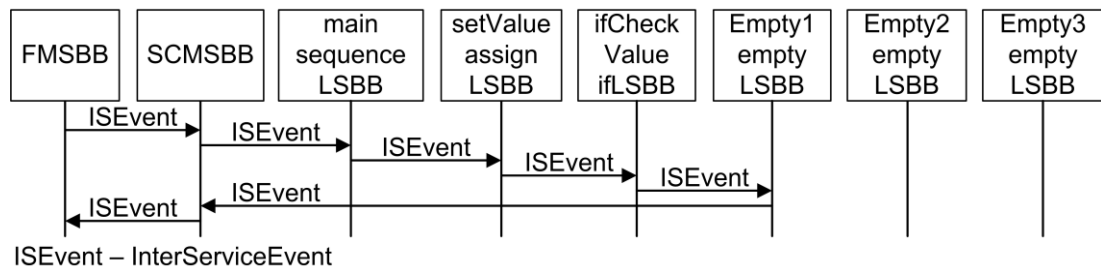 FMSBB
SCMSBB
main
sequence
LSBB
setValue
assign
LSBB
ifCheck
Value
ifLSBB
Empty1
empty
LSBB
Empty2
empty
LSBB
Empty3
empty
LSBB
ISEvent
ISEvent
ISEvent
ISEvent
ISEvent
ISEvent
ISEvent
ISEvent – InterServiceEvent